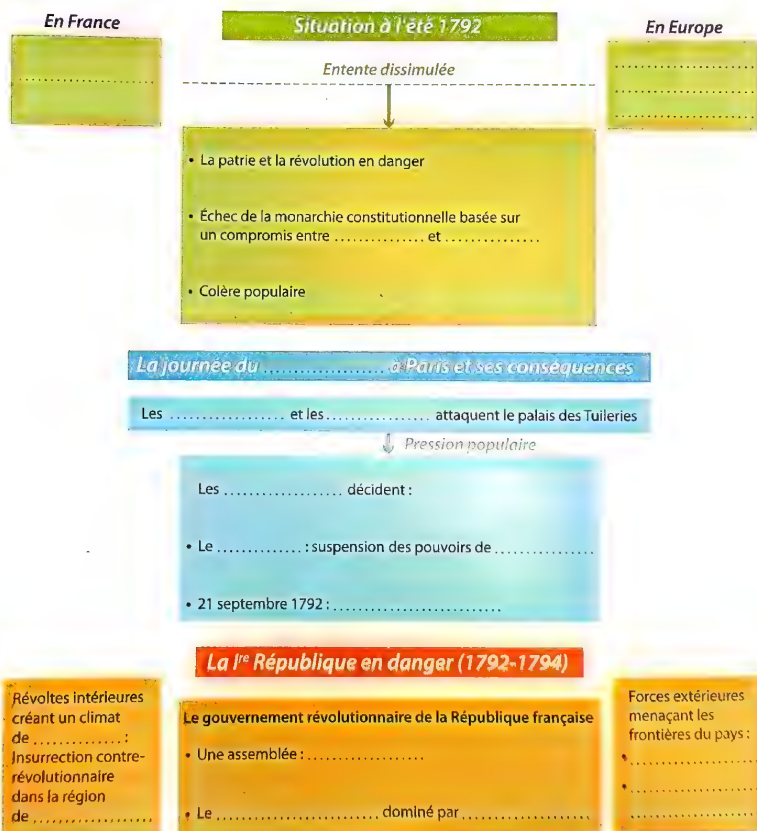 En France
Situation à l'été 1792
En Europe
....................
Entente dissimulée
....................
....................
....................
• La patrie et la révolution en danger
• Échec de la monarchie constitutionnelle basée sur
un compromis entre ............... et ...............
• Colère populaire
La journée du ..................... à Paris et ses conséquences
Les .................. et les ................. attaquent le palais des Tuileries
Pression populaire
Les ................... décident :
• Le .............. : suspension des pouvoirs de ................
• 21 septembre 1792 : ...........................
La Ire République en danger (1792-1794)
Révoltes intérieures
créant un climat
de .............. :
Insurrection contre-
révolutionnaire
dans la région
de ..................
Le gouvernement révolutionnaire de la République française
• Une assemblée : ...................
• Le .......................... dominé par .....................
Forces extérieures
menaçant les
frontières du pays :
• ..................
• ..................
..................